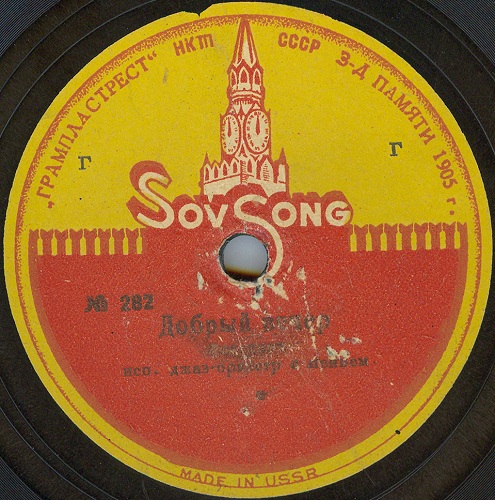 „ГРАМПЛАСТРЕСТ“ НКТП СССР З-Д ПАМЯТИ 1905 г.
Г Г
SOVSONG
№ 282
Добрый вечер
исп. джаз-оркестр с пением
MADE IN USSR